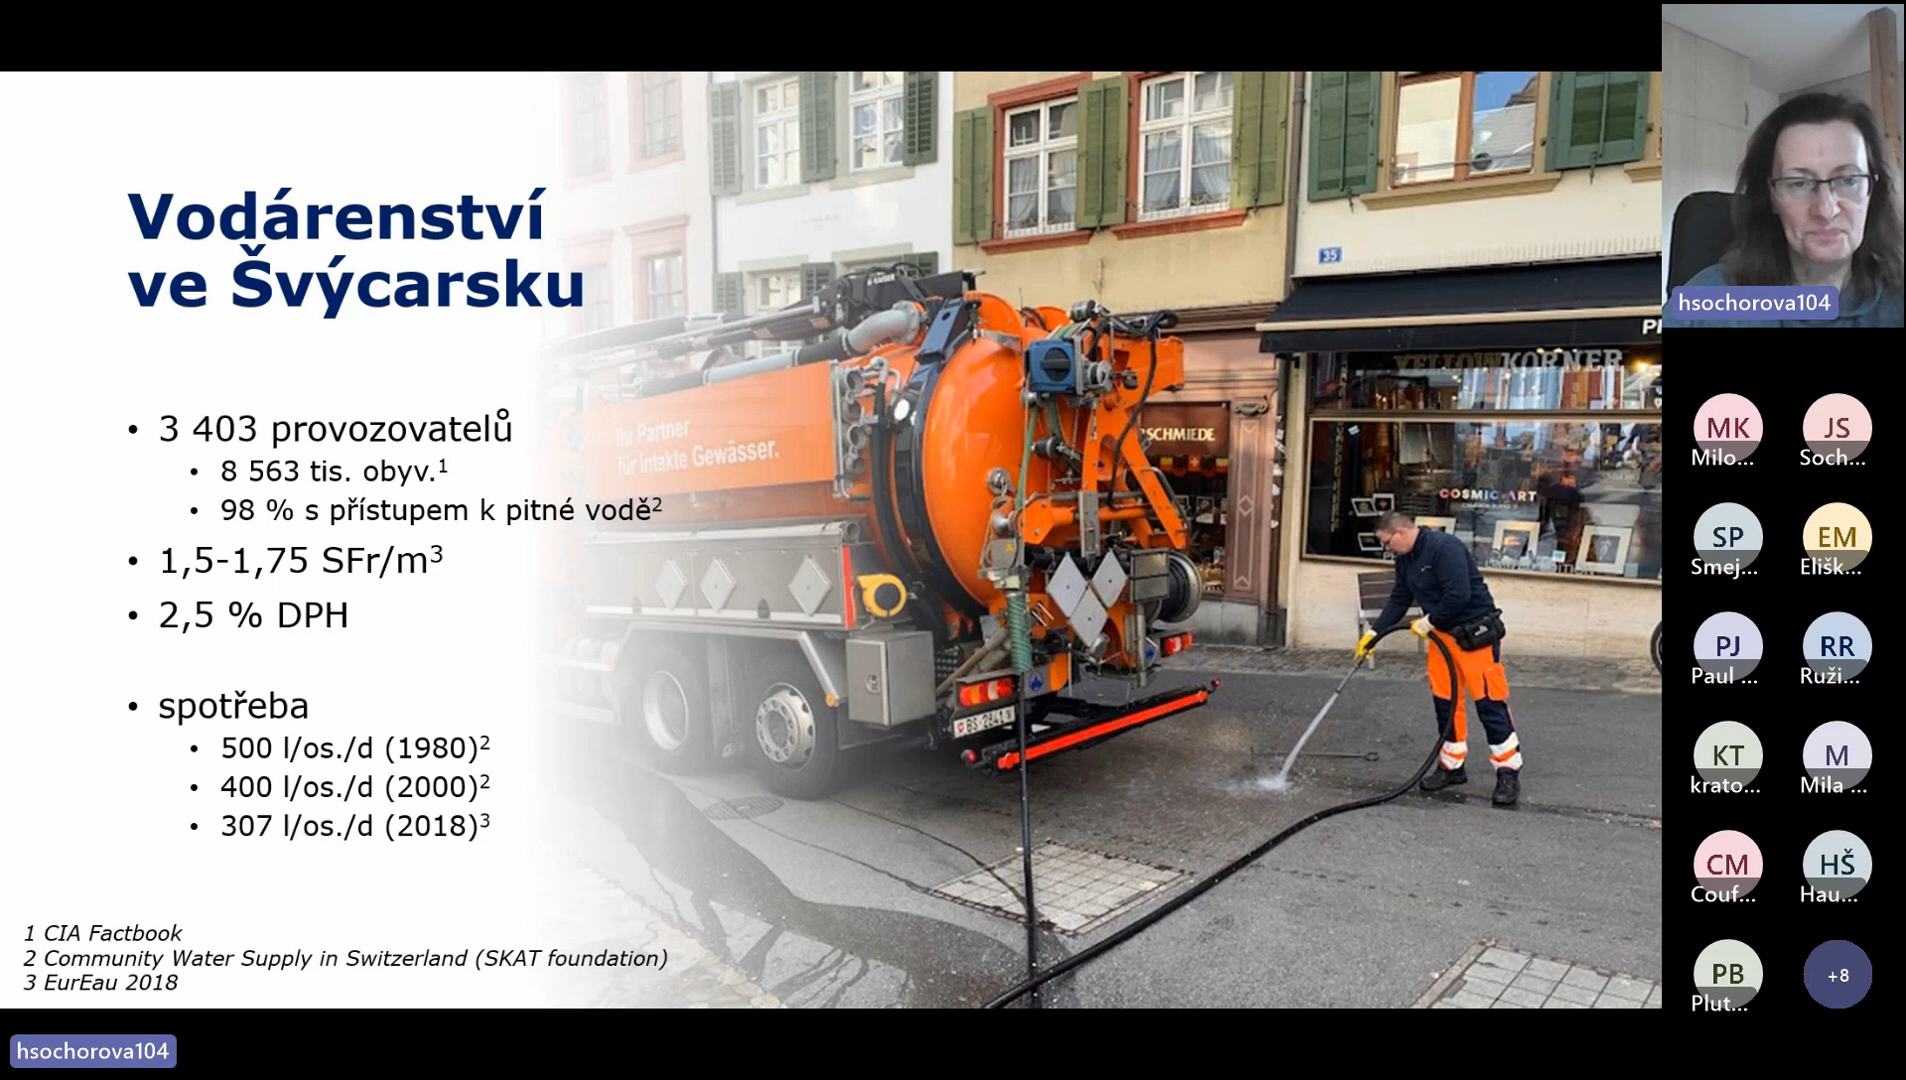 Vodárenství
ve Švýcarsku
• 3 403 provozovatelů
• 8 563 tis. obyv.¹
• 98 % s přístupem k pitné vodě²
• 1,5-1,75 SFr/m³
• 2,5 % DPH
• spotřeba
• 500 l/os./d (1980)²
• 400 l/os./d (2000)²
• 307 l/os./d (2018)³
1 CIA Factbook
2 Community Water Supply in Switzerland (SKAT foundation)
3 EurEau 2018
Ihr Partner
für intakte Gewässer.
35
YELLOWKORNER
SCHMIEDE
COSMIC ART
hsochorova104
MK
Milo...
JS
Soch...
SP
Smej...
EM
Elišk...
PJ
Paul ...
RR
Ruži...
KT
krato...
M
Mila ...
CM
Couf...
HŠ
Hau...
PB
Plut...
+8
hsochorova104